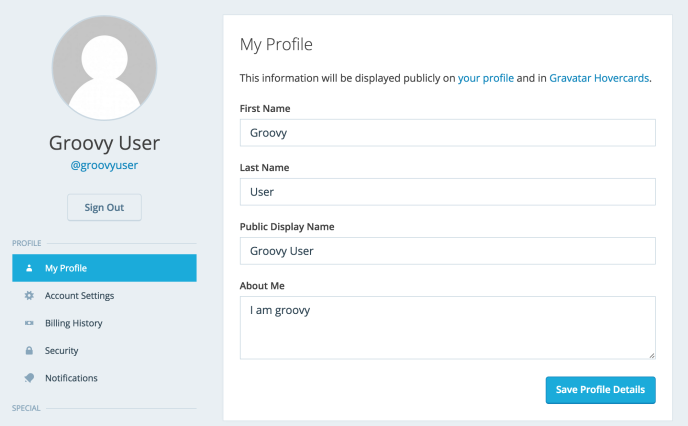 Groovy User
@groovyuser
Sign Out
PROFILE
My Profile
Account Settings
Billing History
Security
Notifications
SPECIAL
My Profile
This information will be displayed publicly on your profile and in Gravatar Hovercards.
First Name
Groovy
Last Name
User
Public Display Name
Groovy User
About Me
I am groovy
Save Profile Details